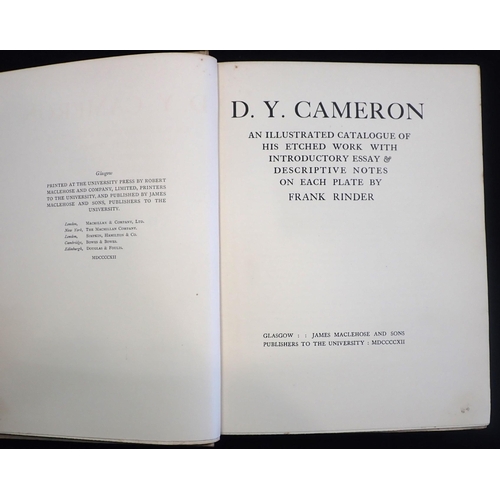 Glasgow
PRINTED AT THE UNIVERSITY PRESS BY ROBERT
MACLEHOSE AND COMPANY, LIMITED, PRINTERS
TO THE UNIVERSITY, AND PUBLISHED BY JAMES
MACLEHOSE AND SONS, PUBLISHERS TO THE
UNIVERSITY.
London, MACMILLAN & COMPANY, LTD.
New York, THE MACMILLAN COMPANY.
London, SIMPKIN, HAMILTON & CO.
Cambridge, BOWES & BOWES.
Edinburgh, DOUGLAS & FOULIS.
MDCCCCXII
D. Y. CAMERON
AN ILLUSTRATED CATALOGUE OF
HIS ETCHED WORK WITH
INTRODUCTORY ESSAY &
DESCRIPTIVE NOTES
ON EACH PLATE BY
FRANK RINDER
GLASGOW : : JAMES MACLEHOSE AND SONS
PUBLISHERS TO THE UNIVERSITY : MDCCCCXII